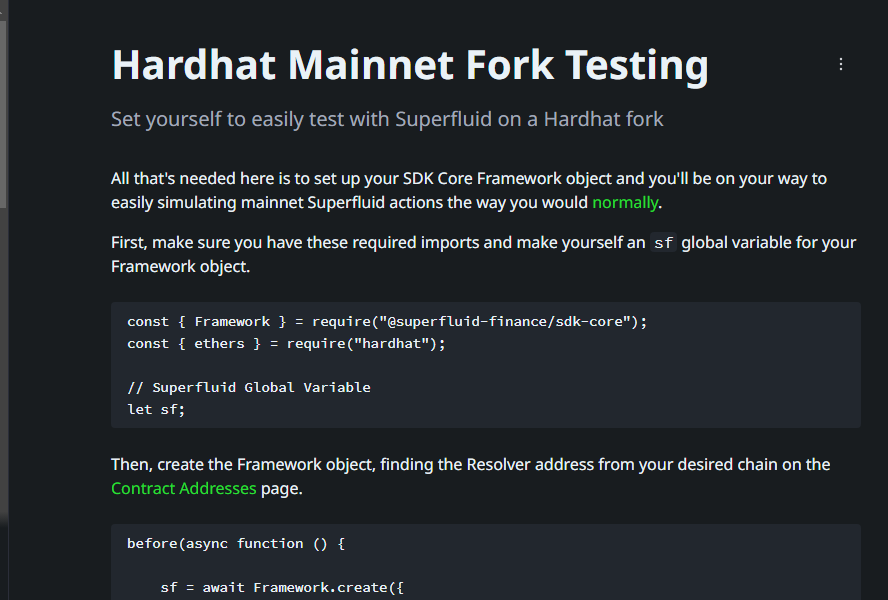 Hardhat Mainnet Fork Testing
Set yourself to easily test with Superfluid on a Hardhat fork
All that's needed here is to set up your SDK Core Framework object and you'll be on your way to
easily simulating mainnet Superfluid actions the way you would normally.
First, make sure you have these required imports and make yourself an sf global variable for your
Framework object.
const { Framework } = require("@superfluid-finance/sdk-core");
const { ethers } = require("hardhat");
// Superfluid Global Variable
let sf;
Then, create the Framework object, finding the Resolver address from your desired chain on the
Contract Addresses page.
before(async function () {
sf = await Framework.create({